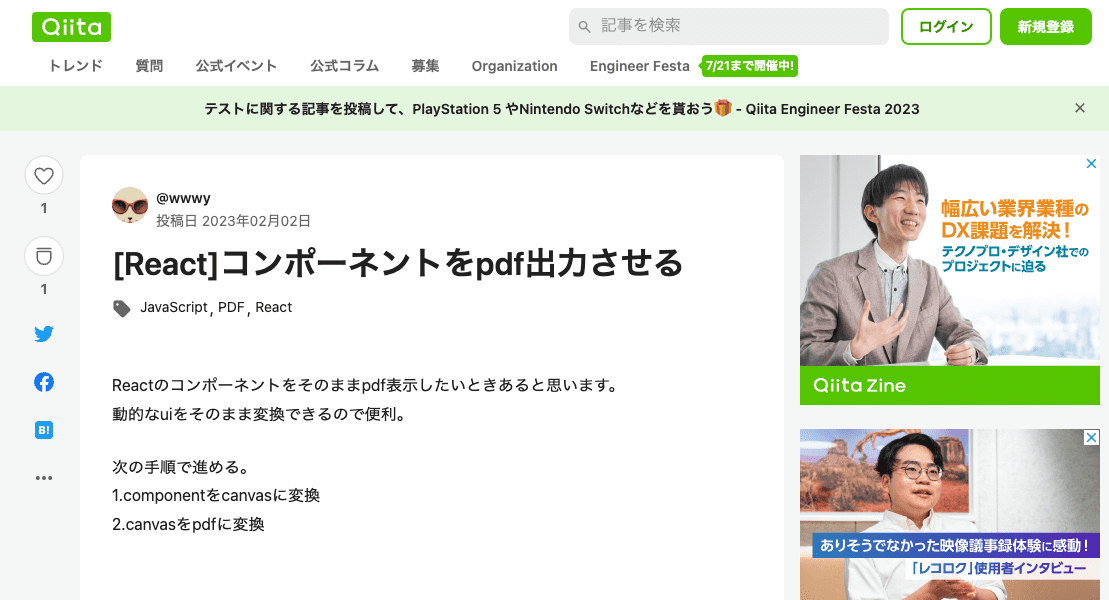 Qiita
記事を検索
ログイン
新規登録
トレンド 質問 公式イベント 公式コラム 募集 Organization Engineer Festa 7/21まで開催中!
テストに関する記事を投稿して、PlayStation 5 やNintendo Switchなどを貰おう🎁 - Qiita Engineer Festa 2023
1
1
B!
@wwwy
投稿日 2023年02月02日
[React]コンポーネントをpdf出力させる
JavaScript, PDF, React
Reactのコンポーネントをそのままpdf表示したいときあると思います。
動的なuiをそのまま変換できるので便利。
次の手順で進める。
1.componentをcanvasに変換
2.canvasをpdfに変換
幅広い業界業種の
DX課題を解決！
テクノプロ・デザイン社での
プロジェクトに迫る
Qiita Zine
ありそうでなかった映像議事録体験に感動！
「レコログ」使用者インタビュー